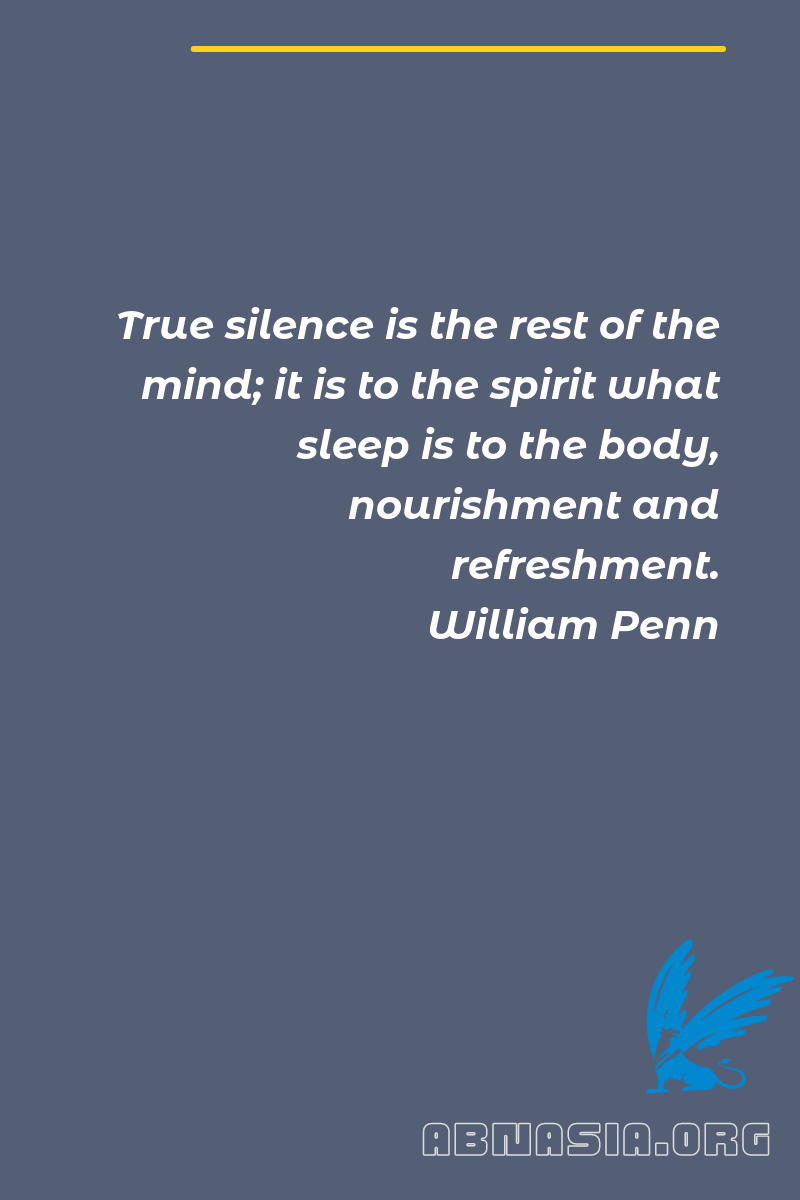 True silence is the rest of the
mind; it is to the spirit what
sleep is to the body,
nourishment and
refreshment.
William Penn
ABNASIA.ORG